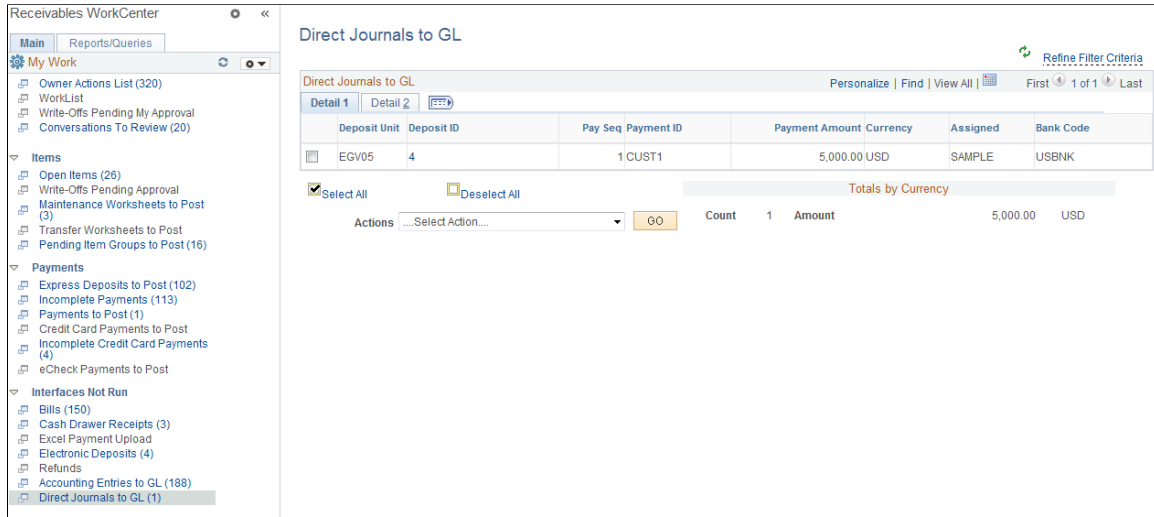 Receivables WorkCenter
Main Reports/Queries
My Work
Owner Actions List (320)
WorkList
Write-Offs Pending My Approval
Conversations To Review (20)
Items
Open Items (26)
Write-Offs Pending Approval
Maintenance Worksheets to Post
(3)
Transfer Worksheets to Post
Pending Item Groups to Post (16)
Payments
Express Deposits to Post (102)
Incomplete Payments (113)
Payments to Post (1)
Credit Card Payments to Post
Incomplete Credit Card Payments
(4)
eCheck Payments to Post
Interfaces Not Run
Bills (150)
Cash Drawer Receipts (3)
Excel Payment Upload
Electronic Deposits (4)
Refunds
Accounting Entries to GL (188)
Direct Journals to GL (1)
Direct Journals to GL
Refine Filter Criteria
Direct Journals to GL Personalize | Find | View All | First 1 of 1 Last
Detail 1 Detail 2
Deposit Unit Deposit ID Pay Seq Payment ID Payment Amount Currency Assigned Bank Code
EGV05 4 1 CUST1 5,000.00 USD SAMPLE USBNK
Select All Deselect All Totals by Currency
Actions ....Select Action.... GO Count 1 Amount 5,000.00 USD